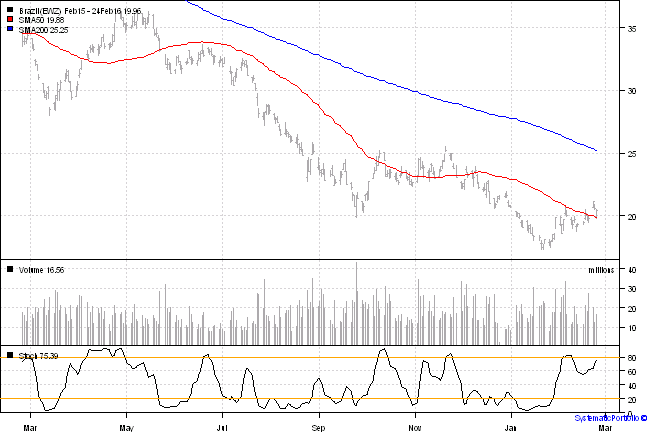 Brazil(EWZ) Feb15 - 24Feb16 19.96
SMA50 19.88
SMA200 25.25
35
30
25
20
Volume 16.56
millions
40
30
20
10
Stoch 75.39
80
60
40
20
0
Mar May Jul Sep Nov Jan Mar
SystematicPortfolio ©